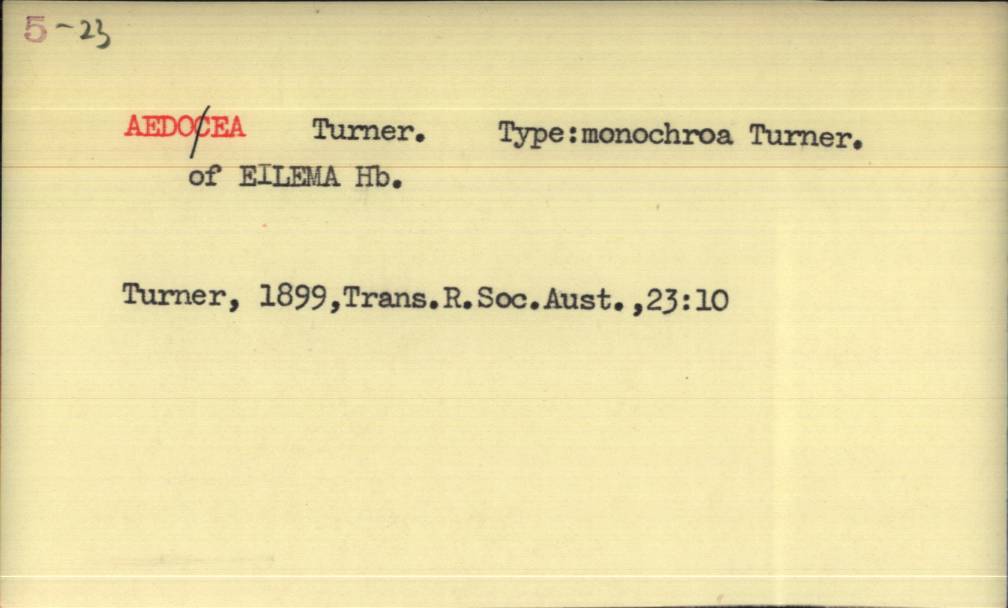 5-23
AEDOCEA Turner. Type:monochroa Turner.
of EILEMA Hb.
Turner, 1899,Trans.R.Soc.Aust.,23:10